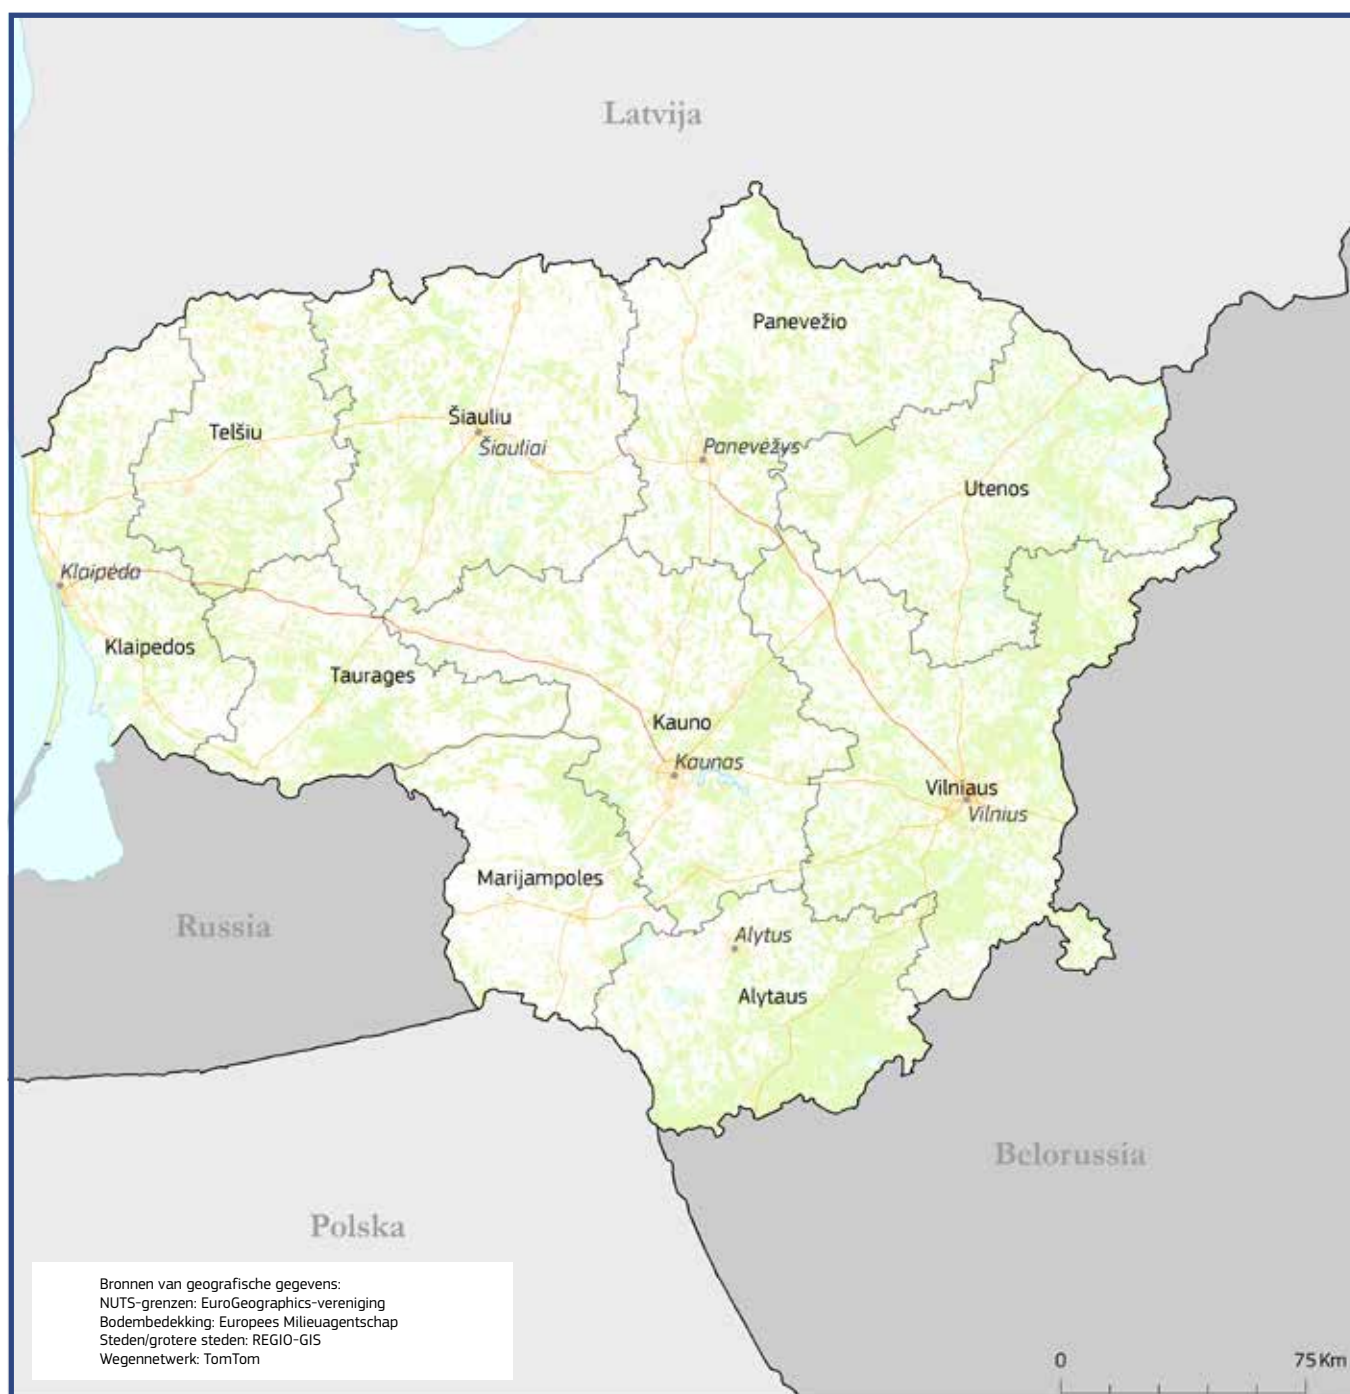 Latvija
Panevežio
Telšiu
Šiauliu
Šiauliai
Panevėžys
Utenos
Klaipėda
Klaipedos
Taurages
Kauno
Kaunas
Vilniaus
Vilnius
Marijampoles
Russia
Alytus
Alytaus
Belorussia
Polska
Bronnen van geografische gegevens:
NUTS-grenzen: EuroGeographics-vereniging
Bodembedekking: Europees Milieuagentschap
Steden/grotere steden: REGIO-GIS
Wegennetwerk: TomTom
0 75 Km